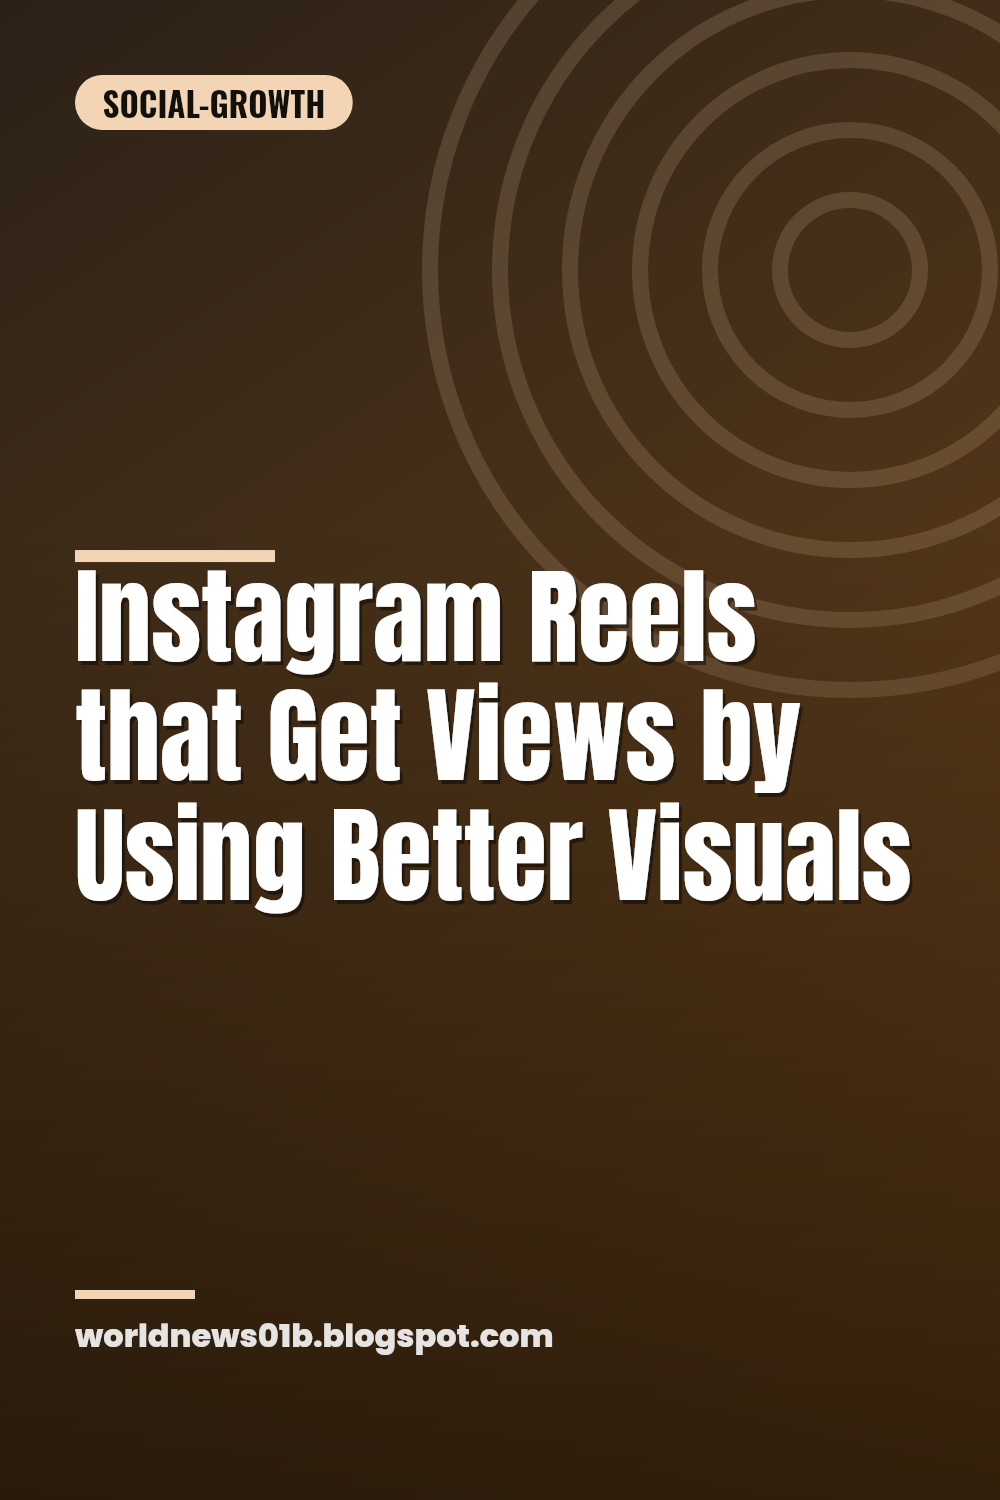 SOCIAL-GROWTH
Instagram Reels
that Get Views by
Using Better Visuals
worldnews01b.blogspot.com